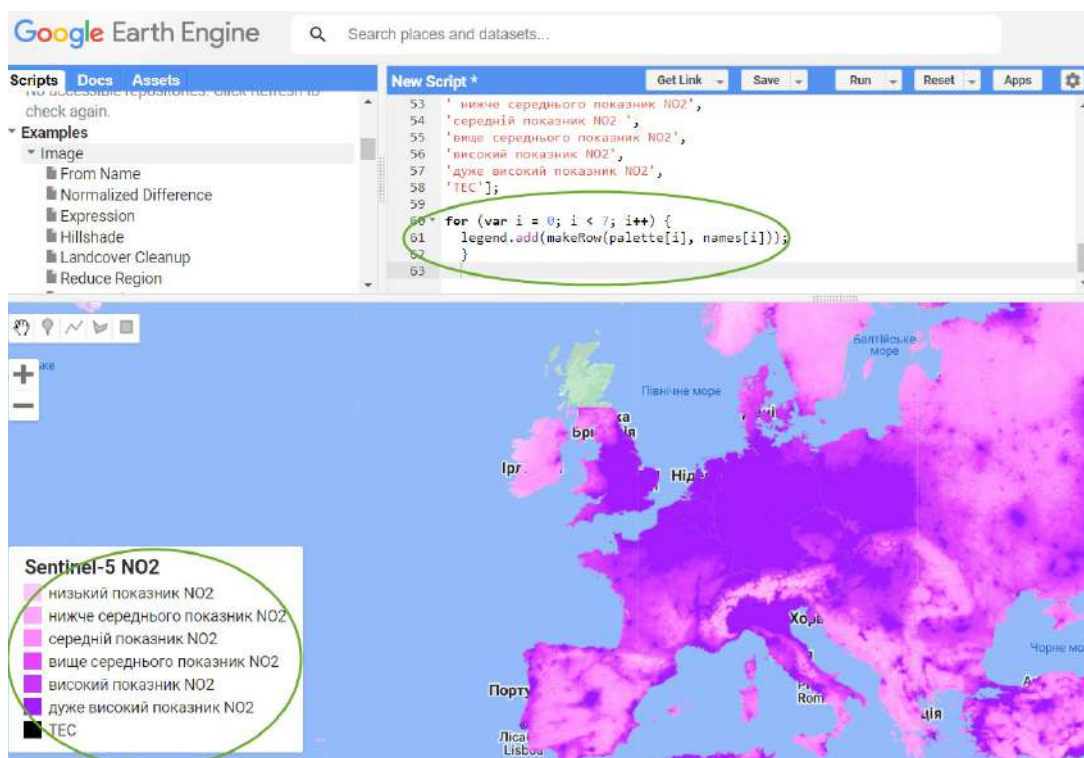 Google Earth Engine
Search places and datasets...
Scripts Docs Assets
New Script *
Get Link
Save
Run
Reset
Apps
check again.
Examples
Image
From Name
Normalized Difference
Expression
Hillshade
Landcover Cleanup
Reduce Region
53 ' нижче середнього показник NO2',
54 'середній показник NO2 ',
55 'вище середнього показник NO2',
56 'високий показник NO2',
57 'дуже високий показник NO2',
58 'ТЕС'];
59
60 for (var i = 0; i < 7; i++) {
61 legend.add(makeRow(palette[i], names[i]));
62 }
63
Балтійське
море
Північне море
Чорне мо
Порту
Ліса
Lisbo
Rom
ція
Sentinel-5 NO2
низький показник NO2
нижче середнього показник NO2
середній показник NO2
вище середнього показник NO2
високий показник NO2
дуже високий показник NO2
ТЕС